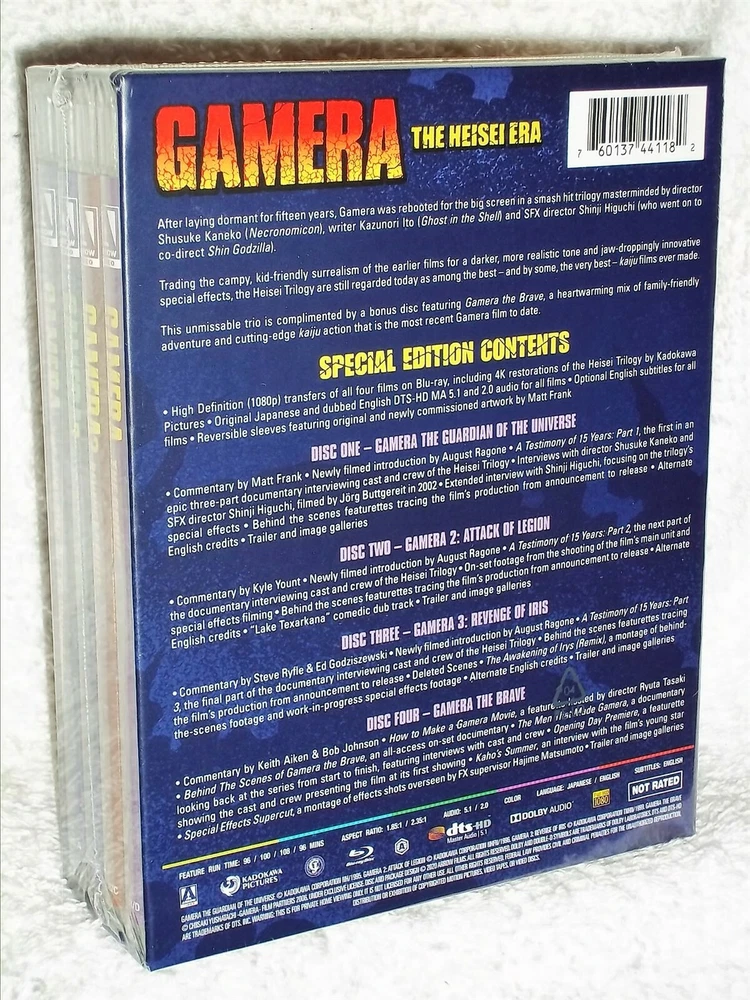 GAMERA THE HEISEI ERA
7 60137 44118 2
After laying dormant for fifteen years, Gamera was rebooted for the big screen in a smash hit trilogy masterminded by director
Shusuke Kaneko (Necronomicon), writer Kazunori Ito (Ghost in the Shell) and SFX director Shinji Higuchi (who went on to
co-direct Shin Godzilla).
Trading the campy, kid-friendly surrealism of the earlier films for a darker, more realistic tone and jaw-droppingly innovative
special effects, the Heisei Trilogy are still regarded today as among the best – and by some, the very best – kaiju films ever made.
This unmissable trio is complimented by a bonus disc featuring Gamera the Brave, a heartwarming mix of family-friendly
adventure and cutting-edge kaiju action that is the most recent Gamera film to date.
SPECIAL EDITION CONTENTS
• High Definition (1080p) transfers of all four films on Blu-ray, including 4K restorations of the Heisei Trilogy by Kadokawa
Pictures • Original Japanese and dubbed English DTS-HD MA 5.1 and 2.0 audio for all films • Optional English subtitles for all
films • Reversible sleeves featuring original and newly commissioned artwork by Matt Frank
DISC ONE – GAMERA THE GUARDIAN OF THE UNIVERSE
• Commentary by Matt Frank • Newly filmed introduction by August Ragone • A Testimony of 15 Years: Part 1, the first in an
epic three-part documentary interviewing cast and crew of the Heisei Trilogy • Interviews with director Shusuke Kaneko and
SFX director Shinji Higuchi, filmed by Jörg Buttgereit in 2002 • Extended interview with Shinji Higuchi, focusing on the trilogy's
special effects • Behind the scenes featurettes tracing the film's production from announcement to release • Alternate
English credits • Trailer and image galleries
DISC TWO – GAMERA 2: ATTACK OF LEGION
• Commentary by Kyle Yount • Newly filmed introduction by August Ragone • A Testimony of 15 Years: Part 2, the next part of
the documentary interviewing cast and crew of the Heisei Trilogy • On-set footage from the shooting of the film's main unit and
special effects filming • Behind the scenes featurettes tracing the film's production from announcement to release • Alternate
English credits • "Lake Texarkana" comedic dub track • Trailer and image galleries
DISC THREE – GAMERA 3: REVENGE OF IRIS
• Commentary by Steve Ryfle & Ed Godziszewski • Newly filmed introduction by August Ragone • A Testimony of 15 Years: Part
3, the final part of the documentary interviewing cast and crew of the Heisei Trilogy • Behind the scenes featurettes tracing
the film's production from announcement to release • Deleted Scenes • The Awakening of Irys (Remix), a montage of behind-
the-scenes footage and work-in-progress special effects footage • Alternate English credits • Trailer and image galleries
DISC FOUR – GAMERA THE BRAVE
• Commentary by Keith Aiken & Bob Johnson • How to Make a Gamera Movie, a featurette hosted by director Ryuta Tasaki
• Behind The Scenes of Gamera the Brave, an all-access on-set documentary • The Men That Made Gamera, a documentary
looking back at the series from start to finish, featuring interviews with cast and crew • Opening Day Premiere, a featurette
showing the cast and crew presenting the film at its first showing • Kaho's Summer, an interview with the film's young star
• Special Effects Supercut, a montage of effects shots overseen by FX supervisor Hajime Matsumoto • Trailer and image galleries
FEATURE RUN TIME: 96 / 100 / 108 / 96 MINS ASPECT RATIO: 1.85:1 / 2.35:1 AUDIO: 5.1 / 2.0 COLOR LANGUAGE: JAPANESE / ENGLISH SUBTITLES: ENGLISH
KADOKAWA PICTURES dts-HD Master Audio | 5.1 DOLBY AUDIO 1080 NOT RATED
GAMERA
GAMERA